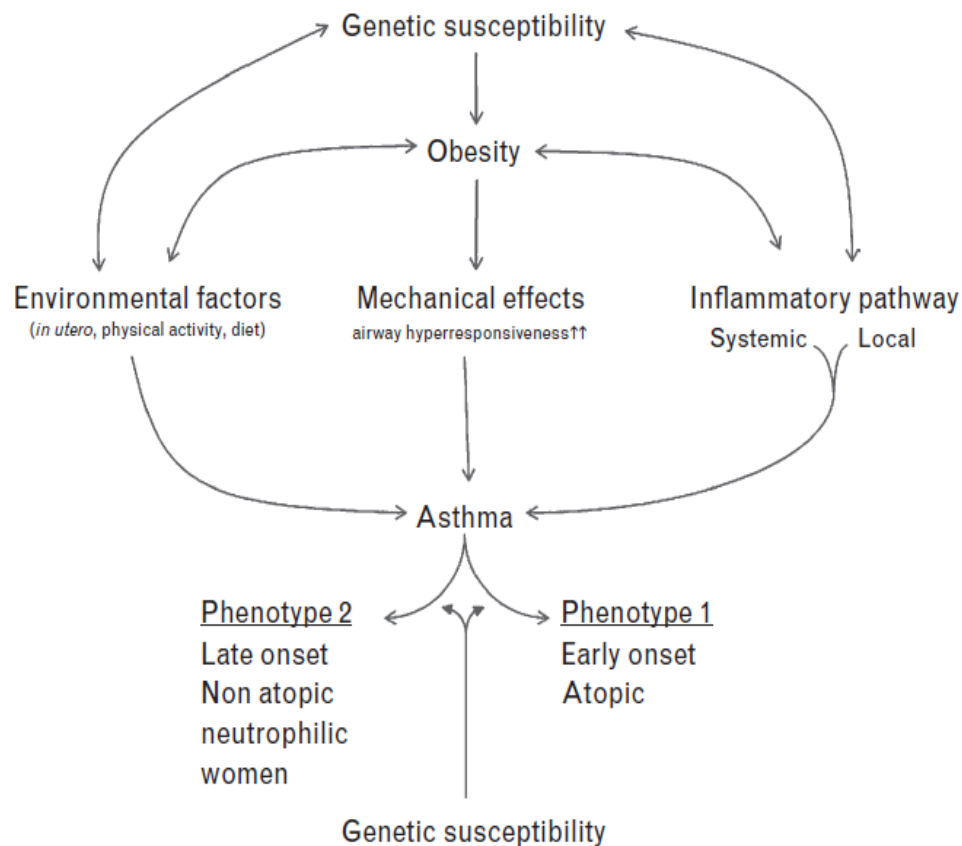 Genetic susceptibility
Obesity
Environmental factors
(in utero, physical activity, diet)
Mechanical effects
airway hyperresponsiveness↑↑
Inflammatory pathway
Systemic Local
Asthma
Phenotype 2
Late onset
Non atopic
neutrophilic
women
Phenotype 1
Early onset
Atopic
Genetic susceptibility